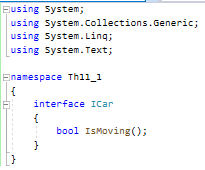 using System;
using System.Collections.Generic;
using System.Linq;
using System.Text;
namespace Th11_1
{
interface ICar
{
bool IsMoving();
}
}